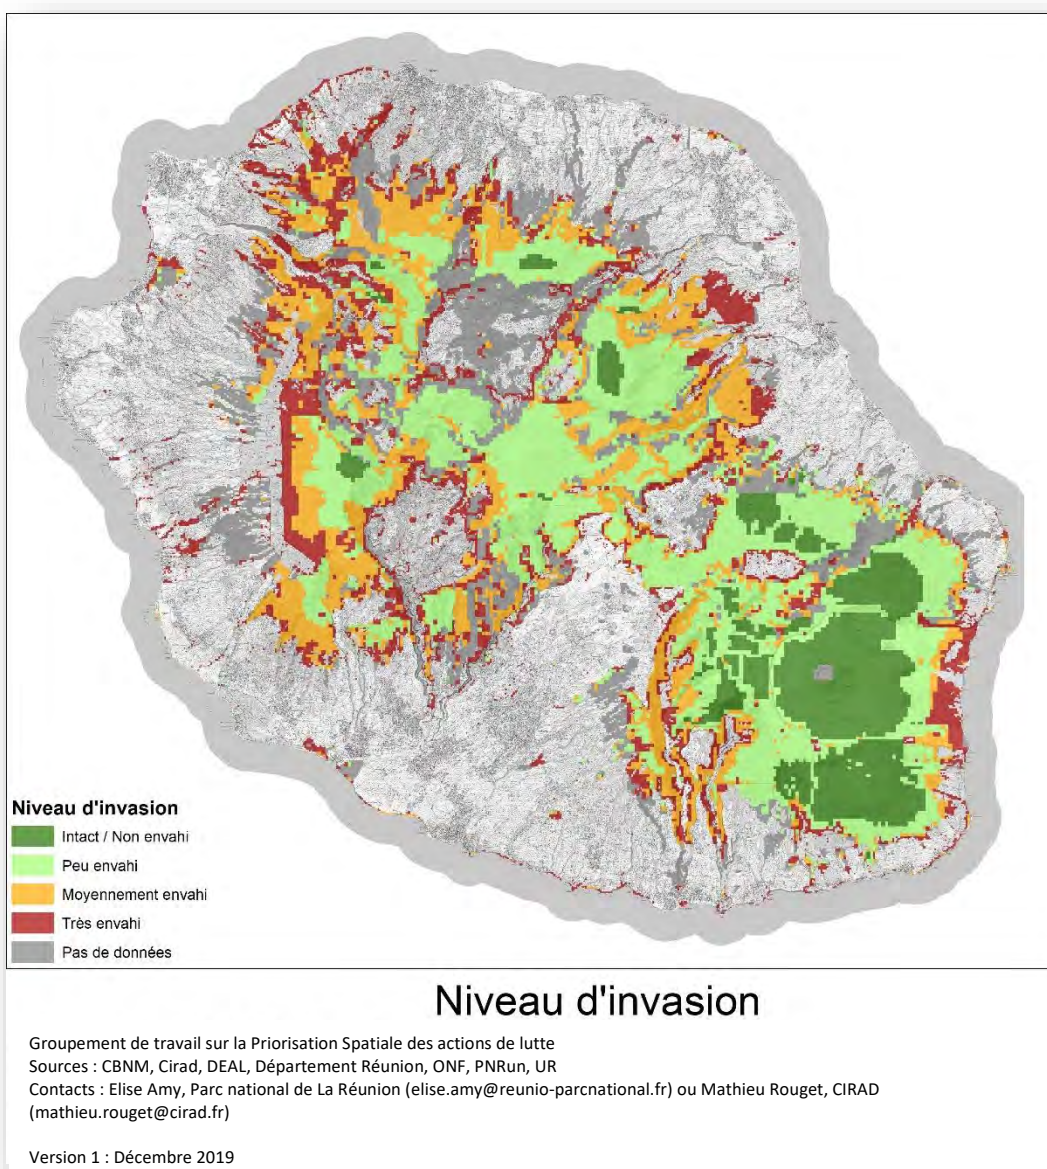 Niveau d'invasion
Intact / Non envahi
Peu envahi
Moyennement envahi
Très envahi
Pas de données
Niveau d'invasion
Groupement de travail sur la Priorisation Spatiale des actions de lutte
Sources : CBNM, Cirad, DEAL, Département Réunion, ONF, PNRun, UR
Contacts : Elise Amy, Parc national de La Réunion (elise.amy@reunio-parcnational.fr) ou Mathieu Rouget, CIRAD
(mathieu.rouget@cirad.fr)
Version 1 : Décembre 2019